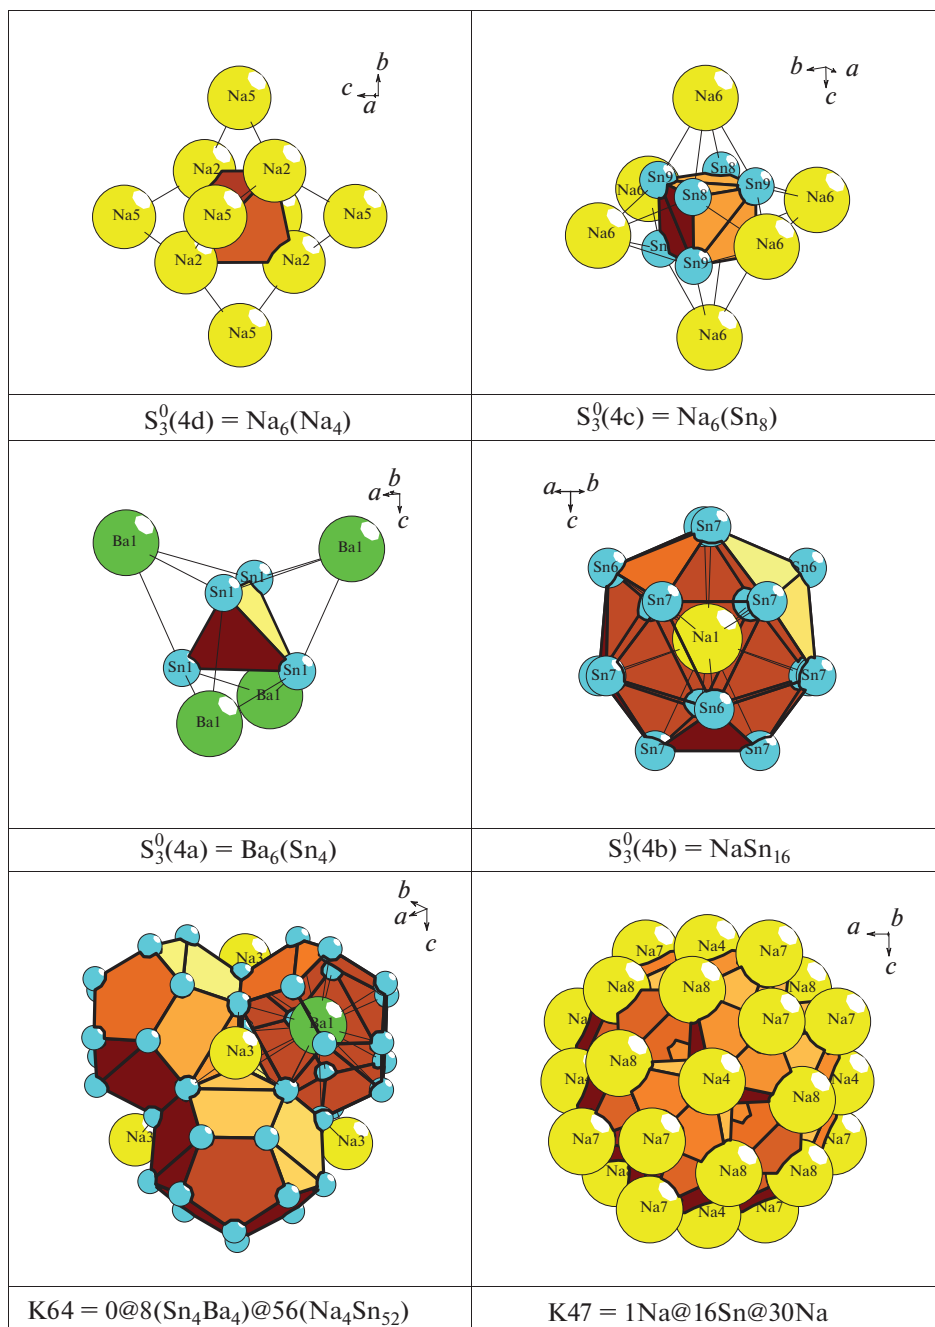 b
c
a
Na5
Na2 Na2
Na5 Na5 Na5
Na2 Na2
Na5
S₃⁰(4d) = Na₆(Na₄)
b a
c
Na6
Sn8
Sn9 Sn9
Na6 Sn8 Na6
Na6 Sn Na6
Sn9
Na6
S₃⁰(4c) = Na₆(Sn₈)
b
a
c
Ba1 Ba1
Sn1
Sn1
Sn1 Sn1
Ba1
Ba1
S₃⁰(4a) = Ba₆(Sn₄)
a b
c
Sn7
Sn6 Sn6
Sn7 Sn7
Na1
Sn7 Sn7
Sn6
Sn7 Sn7
S₃⁰(4b) = NaSn₁₆
b
a
c
Na3
Ba1
Na3
Na3 Na3
K64 = 0@8(Sn₄Ba₄)@56(Na₄Sn₅₂)
b
a
c
Na7 Na4 Na7
Na8 Na8 Na8
Na Na7 Na7
Na8
Na4 Na4
Na8
Na7 Na7 Na7
Na8 Na8
Na7 Na4 Na7
K47 = 1Na@16Sn@30Na